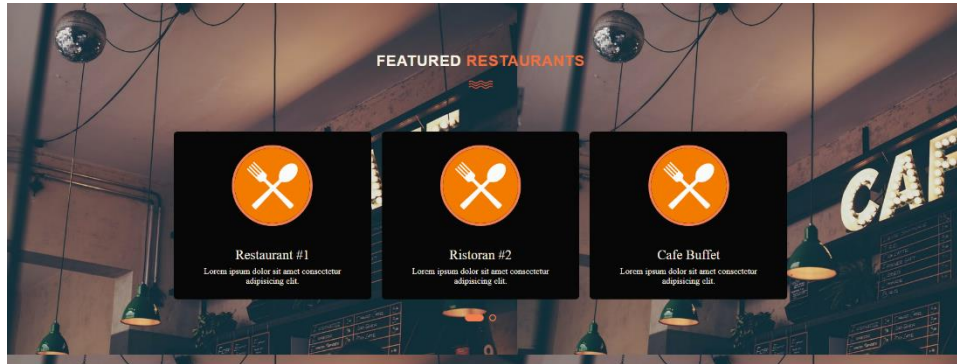 FEATURED RESTAURANTS
CAF
Restaurant #1
Lorem ipsum dolor sit amet consectetur
adipisicing elit.
Ristoran #2
Lorem ipsum dolor sit amet consectetur
adipisicing elit.
Cafe Buffet
Lorem ipsum dolor sit amet consectetur
adipisicing elit.